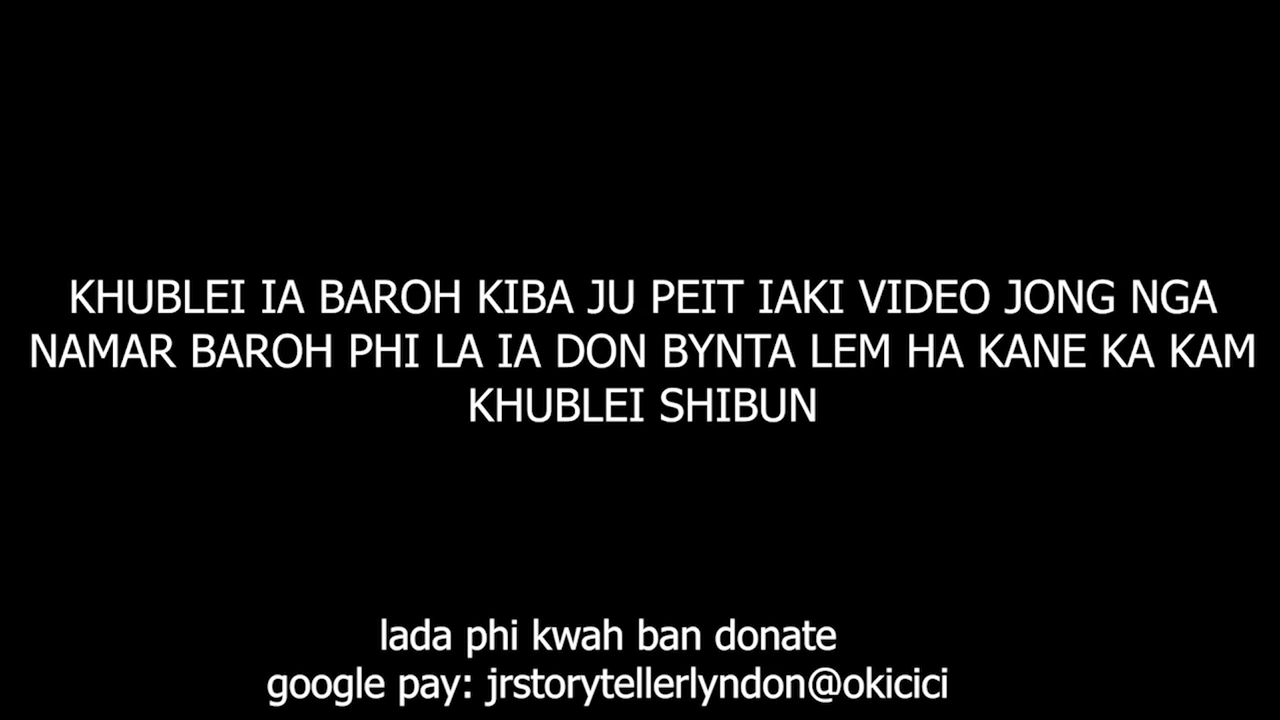 KHUBLEI IA BAROH KIBA JU PEIT IAKI VIDEO JONG NGA
NAMAR BAROH PHI LA IA DON BYNTA LEM HA KANE KA KAM
KHUBLEI SHIBUN
lada phi kwah ban donate
google pay: jrstorytellerlyndon@okicici